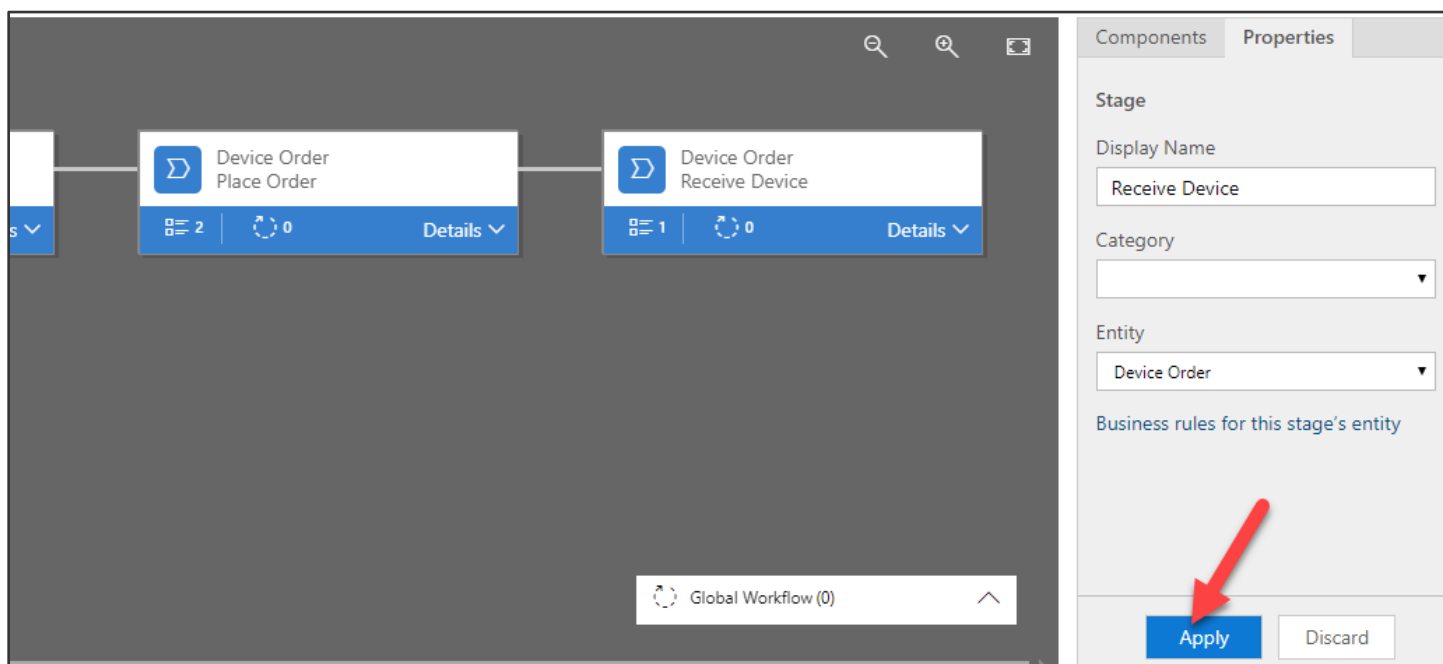 Components Properties
Stage
Display Name
Receive Device
Category
Entity
Device Order
Business rules for this stage's entity
Apply Discard
Device Order
Place Order
2 0 Details
Device Order
Receive Device
1 0 Details
s
Global Workflow (0)